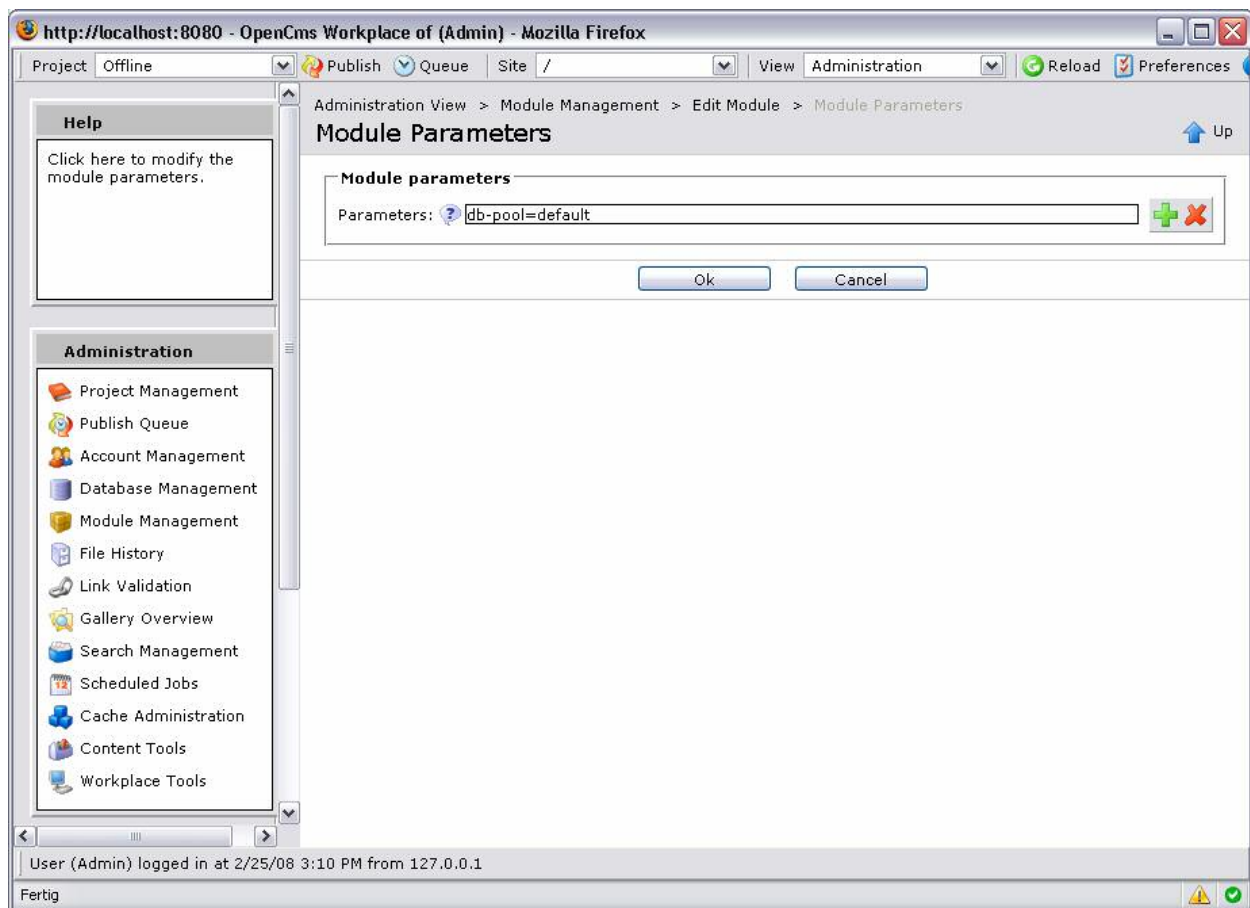 http://localhost:8080 - OpenCms Workplace of (Admin) - Mozilla Firefox
Project Offline Publish Queue Site / View Administration Reload Preferences
Administration View > Module Management > Edit Module > Module Parameters
Module Parameters
Up
Help
Click here to modify the
module parameters.
Module parameters
Parameters: ? db-pool=default
Ok Cancel
Administration
Project Management
Publish Queue
Account Management
Database Management
Module Management
File History
Link Validation
Gallery Overview
Search Management
12
Scheduled Jobs
Cache Administration
Content Tools
Workplace Tools
User (Admin) logged in at 2/25/08 3:10 PM from 127.0.0.1
Fertig